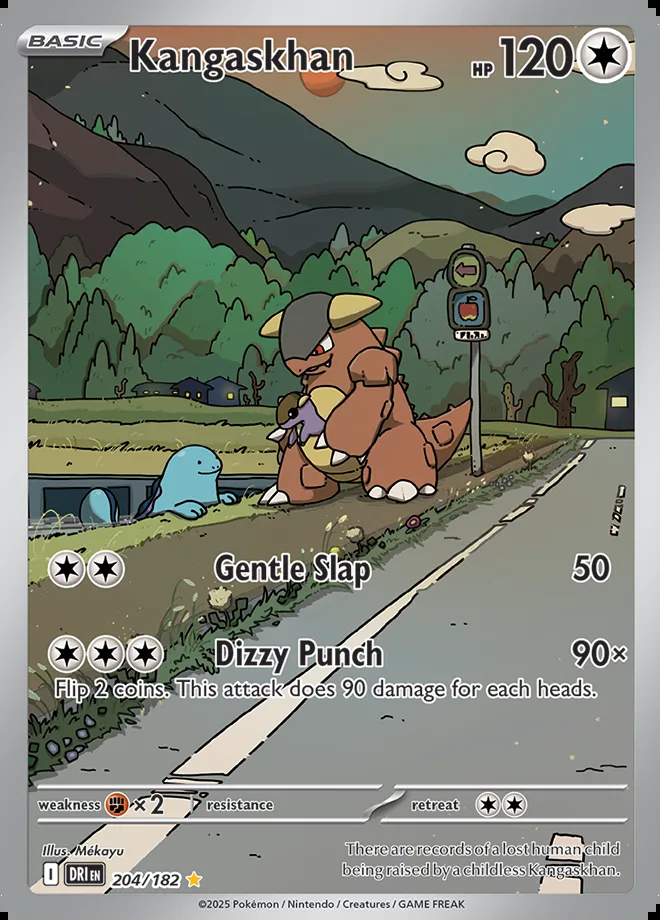 BASIC
Kangaskhan
HP 120
Gentle Slap 50
Dizzy Punch 90×
Flip 2 coins. This attack does 90 damage for each heads.
weakness ×2 resistance retreat
Illus. Mékayu
I DRI EN 204/182
There are records of a lost human child
being raised by a childless Kangaskhan.
©2025 Pokémon / Nintendo / Creatures / GAME FREAK